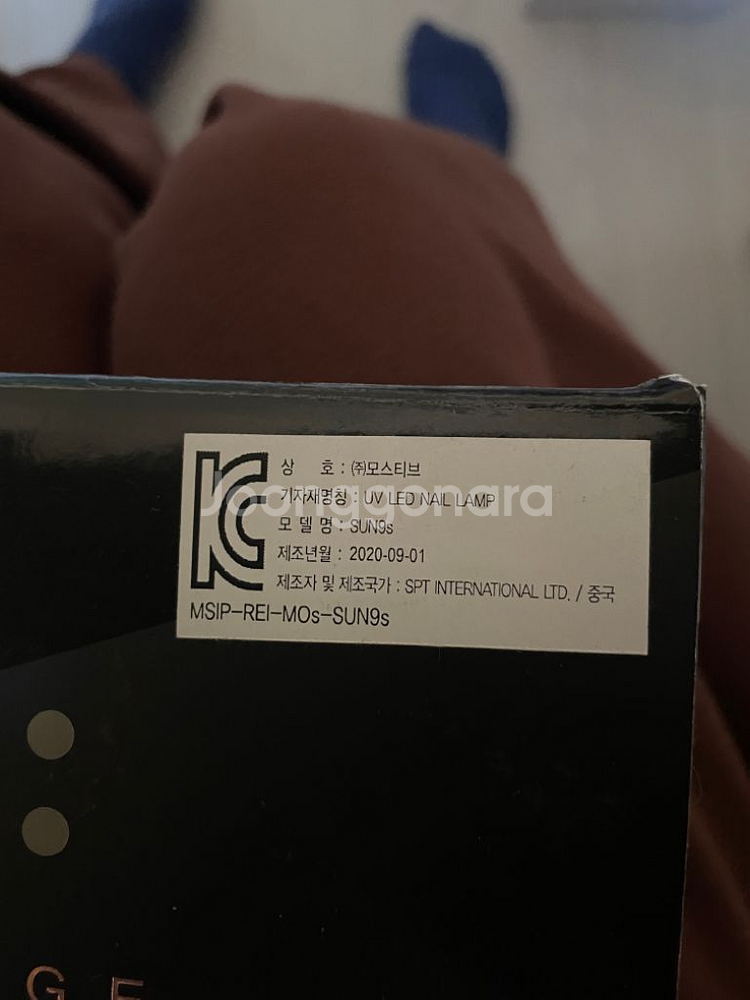 상 호 : (주)모스티브
기자재명칭 : UV LED NAIL LAMP
모 델 명 : SUN9s
제조년월 : 2020-09-01
제조자 및 제조국가 : SPT INTERNATIONAL LTD. / 중국
MSIP-REI-MOs-SUN9s
Joonggonara
G E